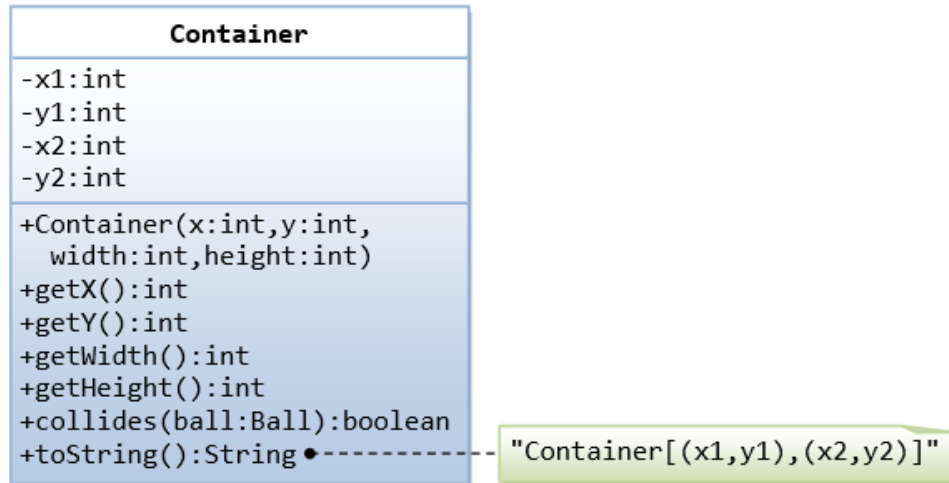 Container
-x1:int
-y1:int
-x2:int
-y2:int
+Container(x:int,y:int,
width:int,height:int)
+getX():int
+getY():int
+getWidth():int
+getHeight():int
+collides(ball:Ball):boolean
+toString():String
"Container[(x1,y1),(x2,y2)]"